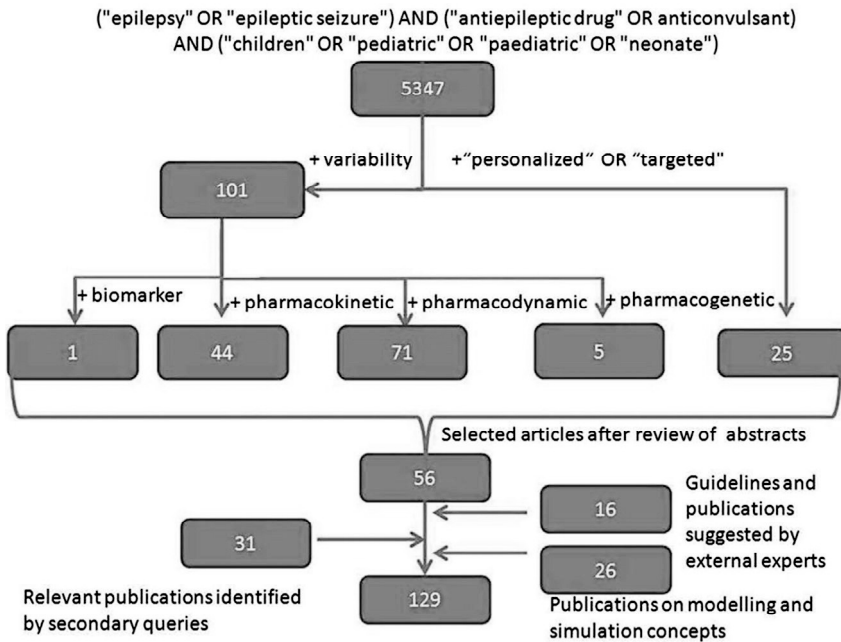 ("epilepsy" OR "epileptic seizure") AND ("antiepileptic drug" OR anticonvulsant)
AND ("children" OR "pediatric" OR "paediatric" OR "neonate")
5347
+ variability
+“personalized“ OR “targeted"
101
+ biomarker
+ pharmacokinetic
+ pharmacodynamic
+ pharmacogenetic
1
44
71
5
25
Selected articles after review of abstracts
56
16
Guidelines and
publications
suggested by
external experts
31
26
129
Relevant publications identified
by secondary queries
Publications on modelling and
simulation concepts